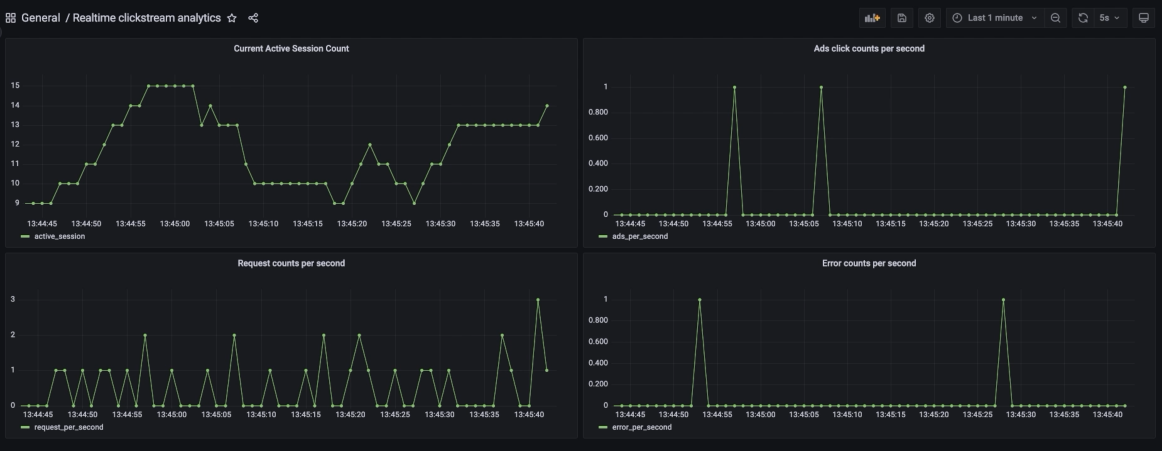 General / Realtime clickstream analytics
Last 1 minute
5s
Current Active Session Count
15
14
13
12
11
10
9
13:44:45 13:44:50 13:44:55 13:45:00 13:45:05 13:45:10 13:45:15 13:45:20 13:45:25 13:45:30 13:45:35 13:45:40
active_session
Ads click counts per second
1
0.800
0.600
0.400
0.200
0
13:44:45 13:44:50 13:44:55 13:45:00 13:45:05 13:45:10 13:45:15 13:45:20 13:45:25 13:45:30 13:45:35 13:45:40
ads_per_second
Request counts per second
3
2
1
0
13:44:45 13:44:50 13:44:55 13:45:00 13:45:05 13:45:10 13:45:15 13:45:20 13:45:25 13:45:30 13:45:35 13:45:40
request_per_second
Error counts per second
1
0.800
0.600
0.400
0.200
0
13:44:45 13:44:50 13:44:55 13:45:00 13:45:05 13:45:10 13:45:15 13:45:20 13:45:25 13:45:30 13:45:35 13:45:40
error_per_second